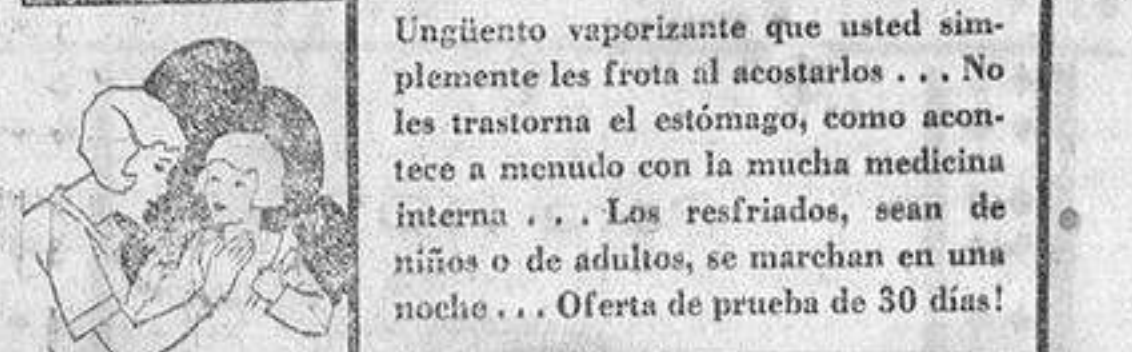 Ungüento vaporizante que usted sim-
plemente les frota al acostarlos . . . No
les trastorna el estómago, como acon-
tece a menudo con la mucha medicina
interna . . . Los resfriados, sean de
niños o de adultos, se marchan en una
noche . . . Oferta de prueba de 30 días!